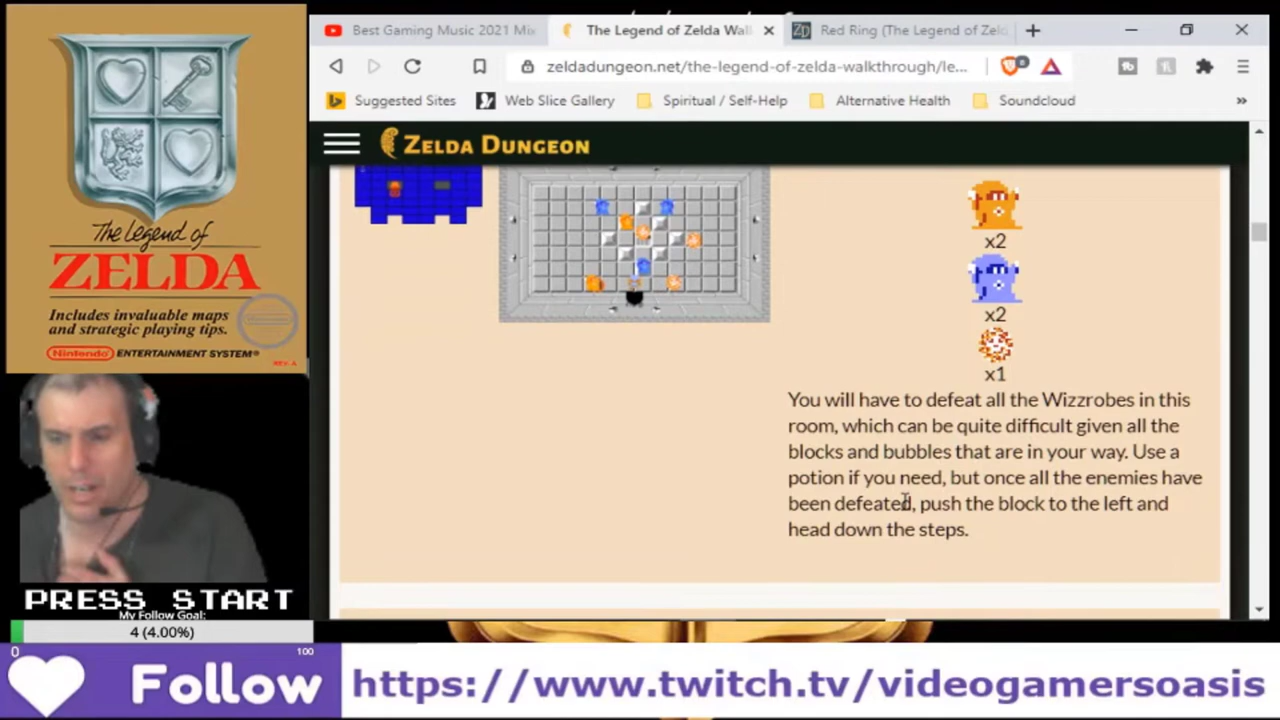 The Legend of
ZELDA
Includes invaluable maps
and strategic playing tips.
Nintendo ENTERTAINMENT SYSTEM®
REV-A
PRESS START
My Follow Goal:
4 (4.00%)
0 100
Follow
https://www.twitch.tv/videogamersoasis
Best Gaming Music 2021 Mix
The Legend of Zelda Wal
Red Ring (The Legend of Zeld
zeldadungeon.net/the-legend-of-zelda-walkthrough/le...
Suggested Sites Web Slice Gallery Spiritual / Self-Help Alternative Health Soundcloud
ZELDA DUNGEON
x2
x2
x1
You will have to defeat all the Wizzrobes in this
room, which can be quite difficult given all the
blocks and bubbles that are in your way. Use a
potion if you need, but once all the enemies have
been defeated, push the block to the left and
head down the steps.